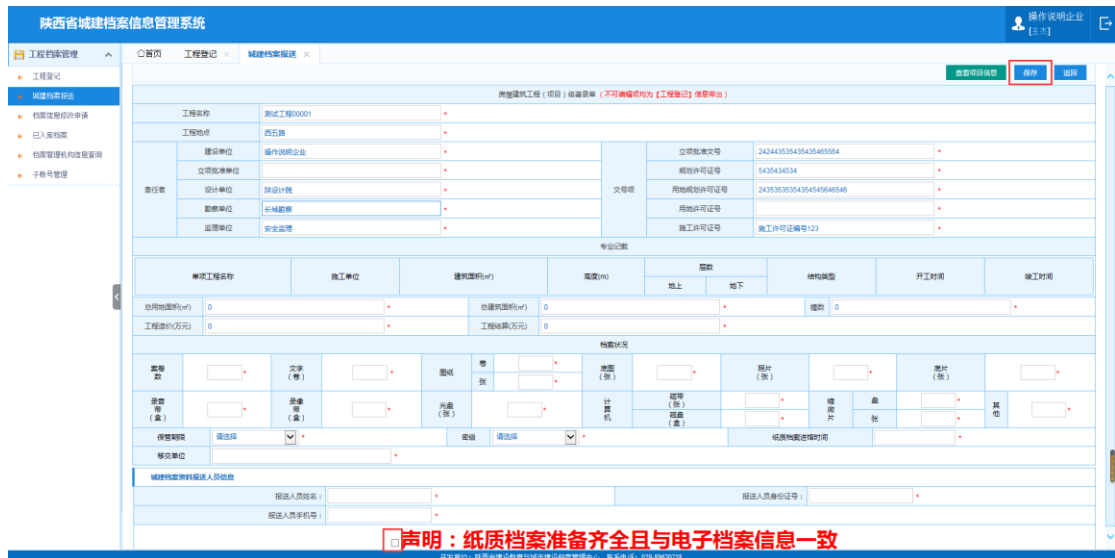 陕西省城建档案信息管理系统
操作说明企业
[主本]
工程档案管理
首页 工程登记 城建档案报送
工程登记
城建档案报送
档案信息修改申请
已入库档案
档案管理机构信息查询
子账号管理
查看项目信息 保存 返回
房屋建筑工程（项目）级著录单（不可编辑项均为【工程登记】信息带出）
工程名称 测试工程00001 *
工程地点 西五路 *
责任者 建设单位 操作说明企业 * 文号项 立项批准文号 242443535435435465564 *
立项批准单位 * 规划许可证号 5435434534 *
设计单位 陕设计院 * 用地规划许可证号 24353535354354545646546 *
勘察单位 长城勘察 * 用地许可证号 *
监理单位 安全监理 * 施工许可证号 施工许可证编号123 *
专业记载
单项工程名称 施工单位 建筑面积(㎡) 高度(m) 层数 结构类型 开工时间 竣工时间
地上 地下
总用地面积(㎡) 0 * 总建筑面积(㎡) 0 * 幢数 0 *
工程造价(万元) 0 * 工程结算(万元) 0 *
档案状况
案卷数 * 文字（卷） * 图纸 卷 * 底图（张） * 照片（张） * 底片（张） *
张 *
录音带（盒） * 录像带（盒） * 光盘（张） * 计算机 磁带（张） * 缩微片 盘 * 其他 *
磁盘（盒） * 张 *
保管期限 请选择 * 密级 请选择 * 纸质档案进馆时间 *
移交单位 *
城建档案资料报送人员信息
报送人员姓名： * 报送人员身份证号： *
报送人员手机号： *
声明：纸质档案准备齐全且与电子档案信息一致